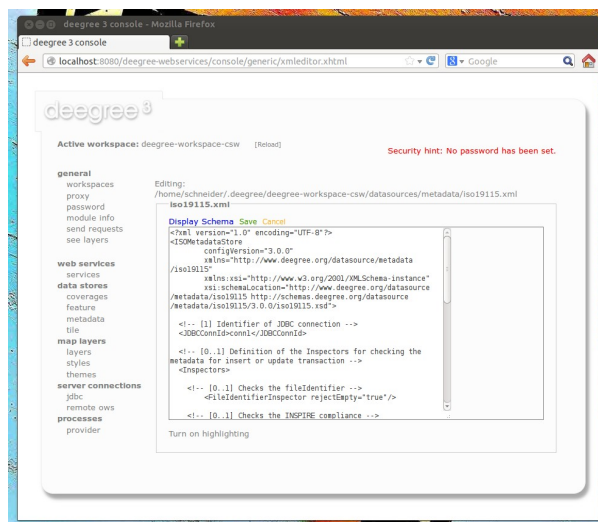 deegree 3 console - Mozilla Firefox
deegree 3 console
localhost:8080/deegree-webservices/console/generic/xmleditor.xhtml
Google
deegree 3
Active workspace: deegree-workspace-csw [Reload]
Security hint: No password has been set.
general
workspaces
proxy
password
module info
send requests
see layers
web services
services
data stores
coverages
feature
metadata
tile
map layers
layers
styles
themes
server connections
jdbc
remote ows
processes
provider
Editing:
/home/schneider/.deegree/deegree-workspace-csw/datasources/metadata/iso19115.xml
iso19115.xml
Display Schema Save Cancel
<?xml version="1.0" encoding="UTF-8"?>
<ISOMetadataStore
configVersion="3.0.0"
xmlns="http://www.deegree.org/datasource/metadata
/iso19115"
xmlns:xsi="http://www.w3.org/2001/XMLSchema-instance"
xsi:schemaLocation="http://www.deegree.org/datasource
/metadata/iso19115 http://schemas.deegree.org/datasource
/metadata/iso19115/3.0.0/iso19115.xsd">
<!-- [1] Identifier of JDBC connection -->
<JDBCConnId>conn1</JDBCConnId>
<!-- [0..1] Definition of the Inspectors for checking the
metadata for insert or update transaction -->
<Inspectors>
<!-- [0..1] Checks the fileIdentifier -->
<FileIdentifierInspector rejectEmpty="true"/>
<!-- [0..1] Checks the INSPIRE compliance -->
Turn on highlighting